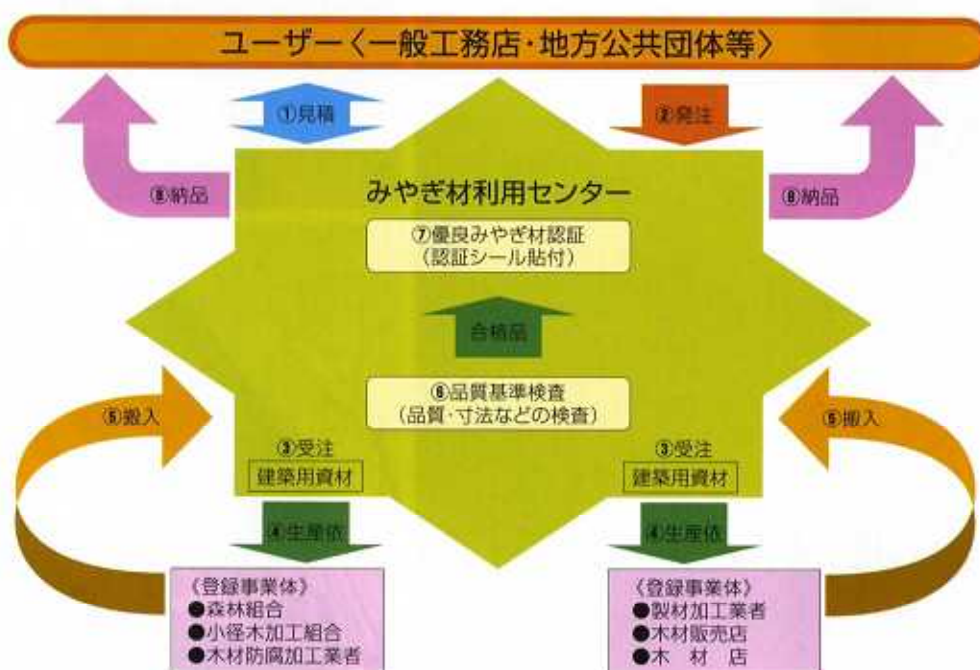 ユーザー〈一般工務店・地方公共団体等〉
①見積
②発注
⑧納品
⑧納品
みやぎ材利用センター
⑦優良みやぎ材認証
(認証シール貼付)
合格品
⑥品質基準検査
(品質・寸法などの検査)
⑤搬入
⑤搬入
③受注
建築用資材
③受注
建築用資材
④生産依
④生産依
《登録事業体》
●森林組合
●小径木加工組合
●木材防腐加工業者
《登録事業体》
●製材加工業者
●木材販売店
●木　材　店